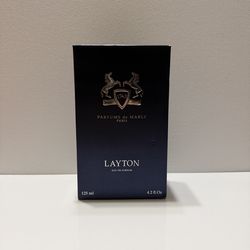 PARFUMS de MARLY
PARIS
LAYTON
EAU DE PARFUM
125 ml
4.2 fl Oz